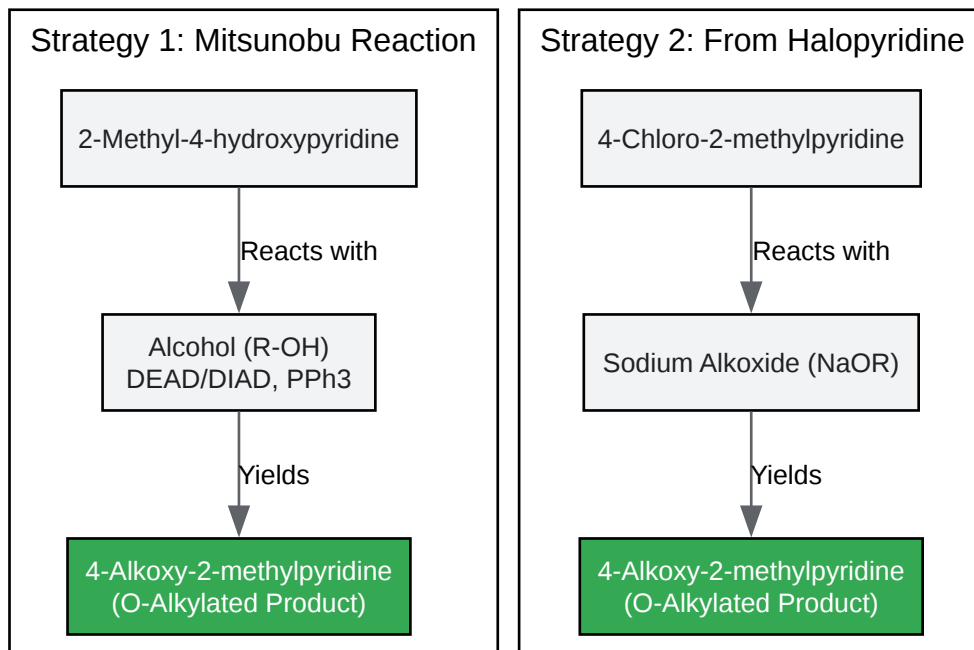 Strategy 1: Mitsunobu Reaction
2-Methyl-4-hydroxypyridine
Reacts with
Alcohol (R-OH)
DEAD/DIAD, PPh3
Yields
4-Alkoxy-2-methylpyridine
(O-Alkylated Product)
Strategy 2: From Halopyridine
4-Chloro-2-methylpyridine
Reacts with
Sodium Alkoxide (NaOR)
Yields
4-Alkoxy-2-methylpyridine
(O-Alkylated Product)